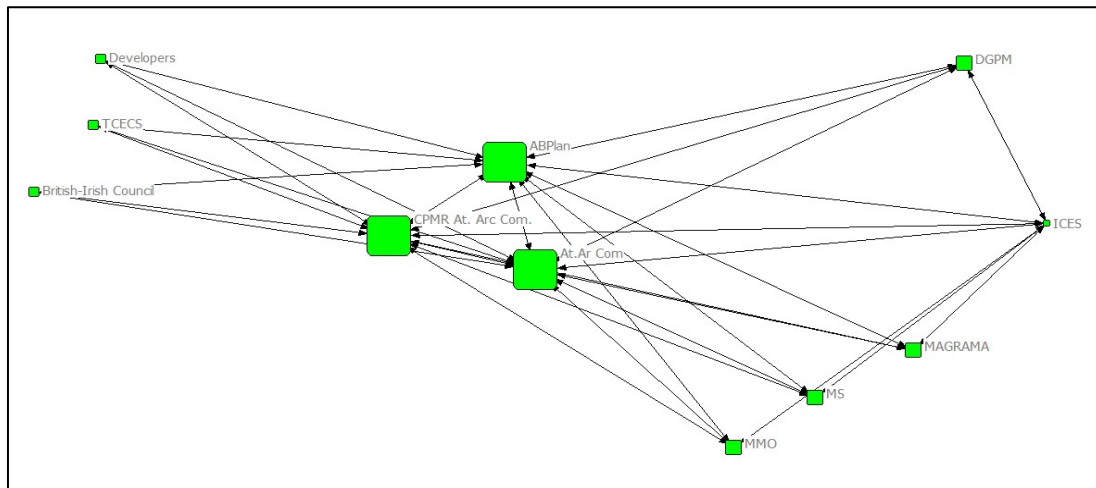 Developers
DGPM
TCECS
ABPlan
British-Irish Council
CPMR At. Arc Com.
ICES
At.Ar Com
MAGRAMA
MS
MMO